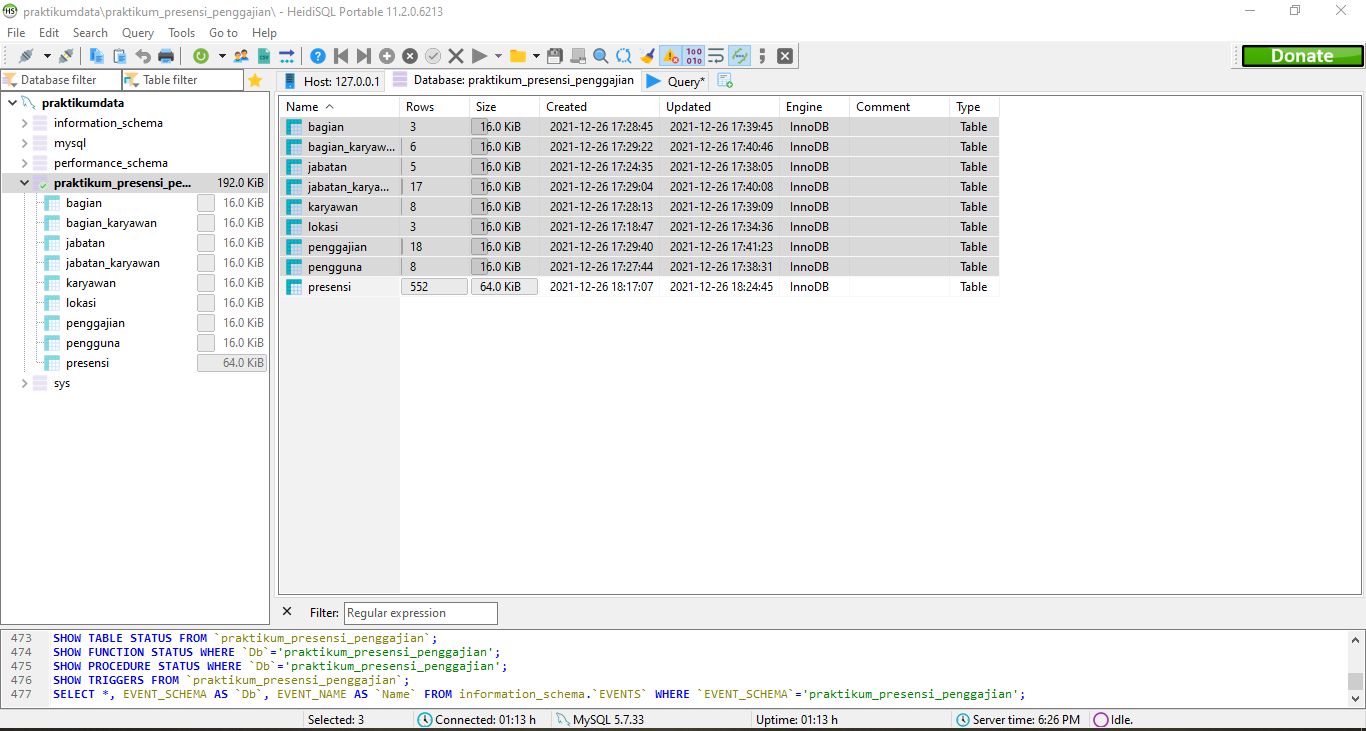 praktikumdata\praktikum_presensi_penggajian\ - HeidiSQL Portable 11.2.0.6213
File Edit Search Query Tools Go to Help
Donate
Database filter Table filter
Host: 127.0.0.1 Database: praktikum_presensi_penggajian Query*
praktikumdata
information_schema
mysql
performance_schema
praktikum_presensi_pe... 192.0 KiB
bagian 16.0 KiB
bagian_karyawan 16.0 KiB
jabatan 16.0 KiB
jabatan_karyawan 16.0 KiB
karyawan 16.0 KiB
lokasi 16.0 KiB
penggajian 16.0 KiB
pengguna 16.0 KiB
presensi 64.0 KiB
sys
Name Rows Size Created Updated Engine Comment Type
bagian 3 16.0 KiB 2021-12-26 17:28:45 2021-12-26 17:39:45 InnoDB Table
bagian_karyaw... 6 16.0 KiB 2021-12-26 17:29:22 2021-12-26 17:40:46 InnoDB Table
jabatan 5 16.0 KiB 2021-12-26 17:24:35 2021-12-26 17:38:05 InnoDB Table
jabatan_karya... 17 16.0 KiB 2021-12-26 17:29:04 2021-12-26 17:40:08 InnoDB Table
karyawan 8 16.0 KiB 2021-12-26 17:28:13 2021-12-26 17:39:09 InnoDB Table
lokasi 3 16.0 KiB 2021-12-26 17:18:47 2021-12-26 17:34:36 InnoDB Table
penggajian 18 16.0 KiB 2021-12-26 17:29:40 2021-12-26 17:41:23 InnoDB Table
pengguna 8 16.0 KiB 2021-12-26 17:27:44 2021-12-26 17:38:31 InnoDB Table
presensi 552 64.0 KiB 2021-12-26 18:17:07 2021-12-26 18:24:45 InnoDB Table
Filter: Regular expression
473 SHOW TABLE STATUS FROM `praktikum_presensi_penggajian`;
474 SHOW FUNCTION STATUS WHERE `Db`='praktikum_presensi_penggajian';
475 SHOW PROCEDURE STATUS WHERE `Db`='praktikum_presensi_penggajian';
476 SHOW TRIGGERS FROM `praktikum_presensi_penggajian`;
477 SELECT *, EVENT_SCHEMA AS `Db`, EVENT_NAME AS `Name` FROM information_schema.`EVENTS` WHERE `EVENT_SCHEMA`='praktikum_presensi_penggajian';
Selected: 3 Connected: 01:13 h MySQL 5.7.33 Uptime: 01:13 h Server time: 6:26 PM Idle.